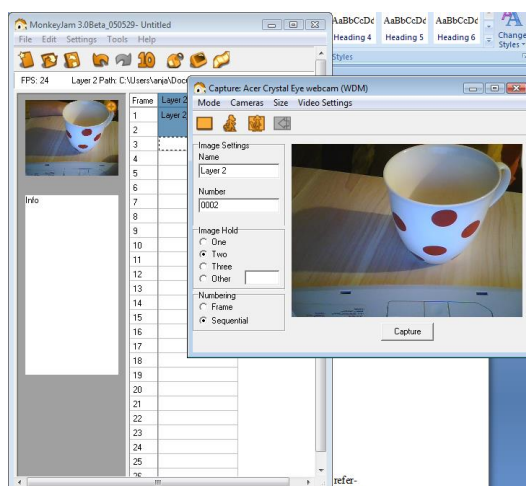 MonkeyJam 3.0Beta_050529- Untitled
File Edit Settings Tools Help
FPS: 24 Layer 2 Path: C:\Users\anja\Docu
Frame Layer 2
1 Layer 2
2
3
4
5
6
7
8
9
10
11
12
13
14
15
16
17
18
19
20
21
22
23
24
25
26
Info
AaBbCcDc AaBbCcDc AaBbCcDc
Heading 4 Heading 5 Heading 6
Change
Styles
Styles
Capture: Acer Crystal Eye webcam (WDM)
Mode Cameras Size Video Settings
Image Settings
Name
Layer 2
Number
0002
Image Hold
One
Two
Three
Other
Numbering
Frame
Sequential
Capture
refer-